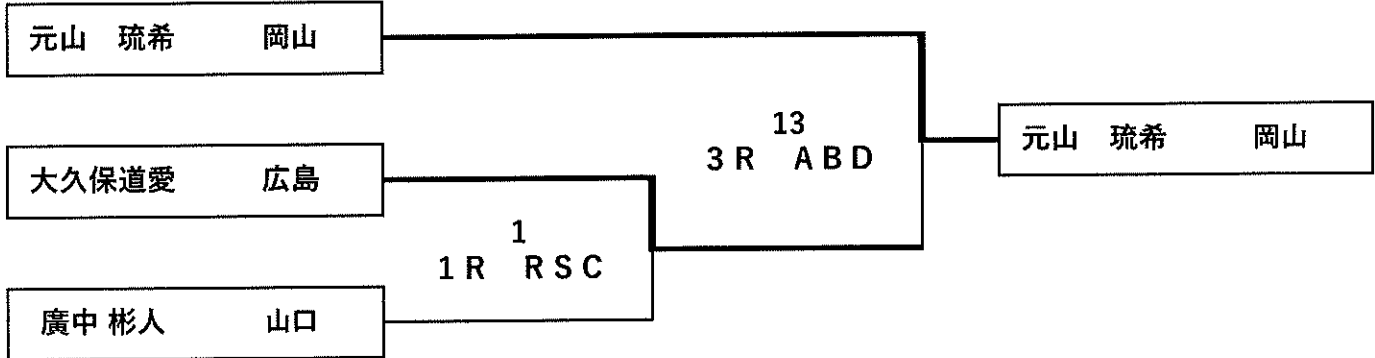 元山　琉希　　　岡山
13
元山　琉希　　　岡山
3R　ABD
大久保道愛　　　広島
1
1R　RSC
廣中 彬人　　　山口